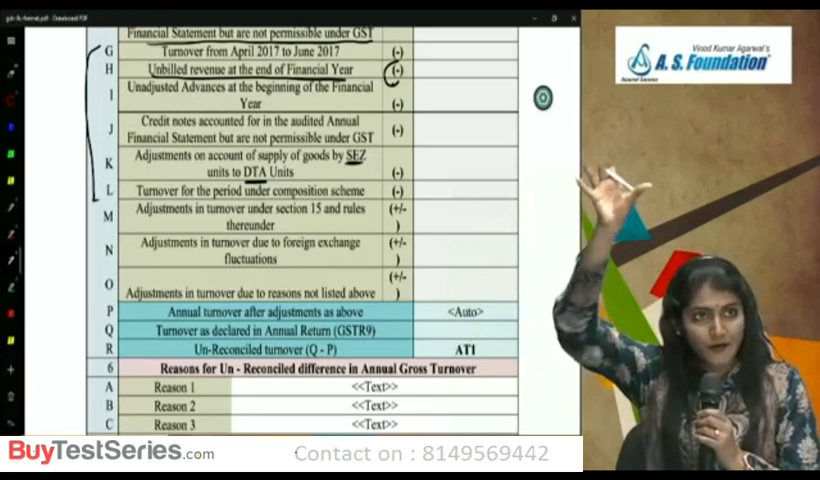 gstr-9c-format.pdf - Drawboard PDF
Financial Statement but are not permissible under GST
G Turnover from April 2017 to June 2017 (-)
H Unbilled revenue at the end of Financial Year (-)
I Unadjusted Advances at the beginning of the Financial
Year (-)
J Credit notes accounted for in the audited Annual
Financial Statement but are not permissible under GST (-)
K Adjustments on account of supply of goods by SEZ
units to DTA Units (-)
L Turnover for the period under composition scheme (-)
M Adjustments in turnover under section 15 and rules (+/-
thereunder )
N Adjustments in turnover due to foreign exchange (+/-
fluctuations )
O (+/-
Adjustments in turnover due to reasons not listed above )
P Annual turnover after adjustments as above <Auto>
Q Turnover as declared in Annual Return (GSTR9)
R Un-Reconciled turnover (Q - P) AT1
6 Reasons for Un - Reconciled difference in Annual Gross Turnover
A Reason 1 <<Text>>
B Reason 2 <<Text>>
C Reason 3 <<Text>>
Vinod Kumar Agarwal's
A. S. Foundation
BuyTestSeries.com
Contact on : 8149569442